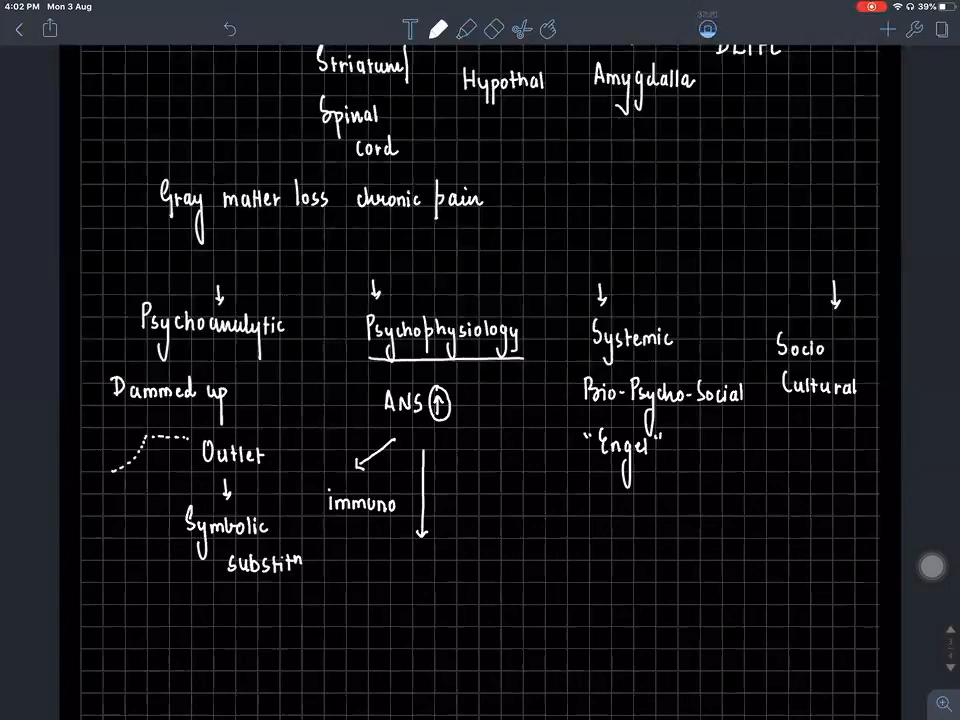 4:02 PM Mon 3 Aug
39%
T
Striatum
Hypothal
Amygdalla
Spinal
cord
Gray matter loss chronic pain
Psychoanalytic
Psychophysiology
Systemic
Socio
Cultural
Dammed up
ANS ↑
Bio-Psycho-Social
"Engel"
Outlet
immuno
Symbolic
substitn